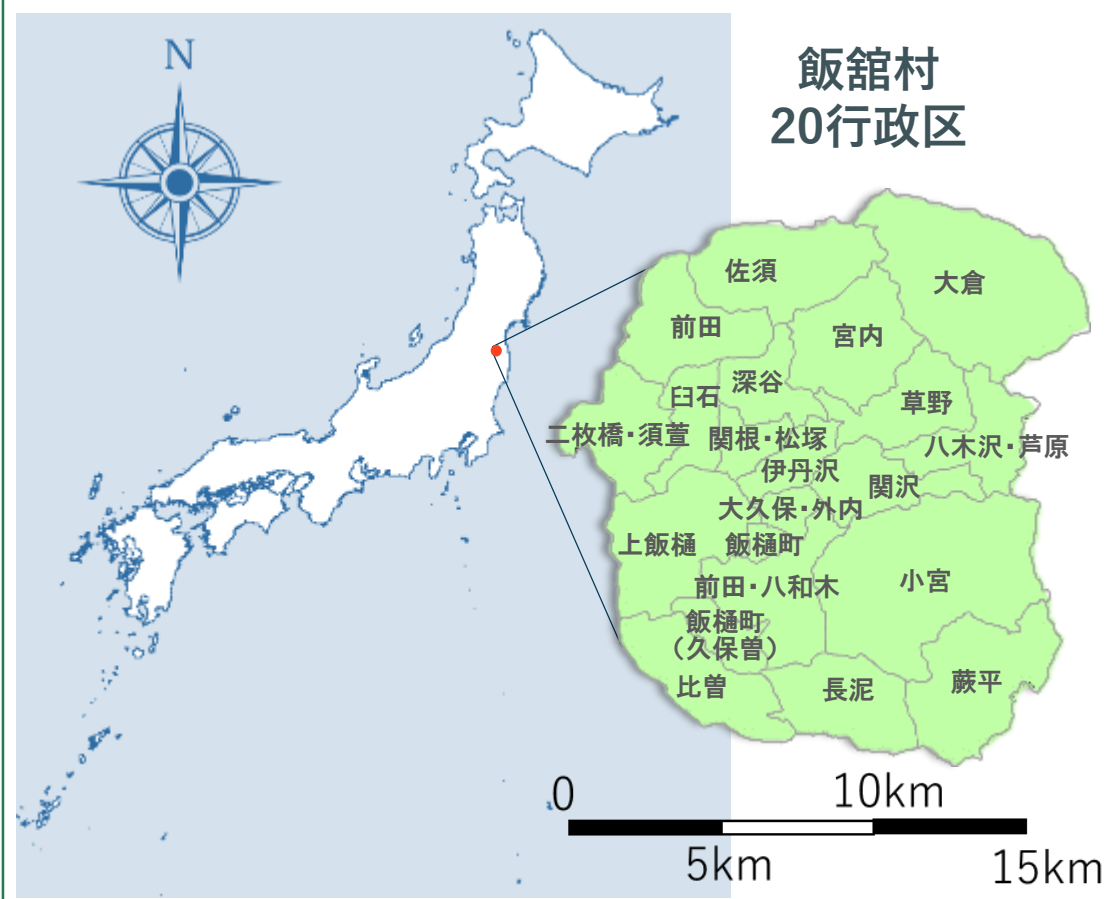 N
飯舘村
20行政区
佐須
大倉
前田
宮内
深谷
臼石
草野
二枚橋・須萱
関根・松塚
八木沢・芦原
伊丹沢
関沢
大久保・外内
上飯樋
飯樋町
小宮
前田・八和木
飯樋町
（久保曽）
比曽
長泥
蕨平
0
10km
5km
15km